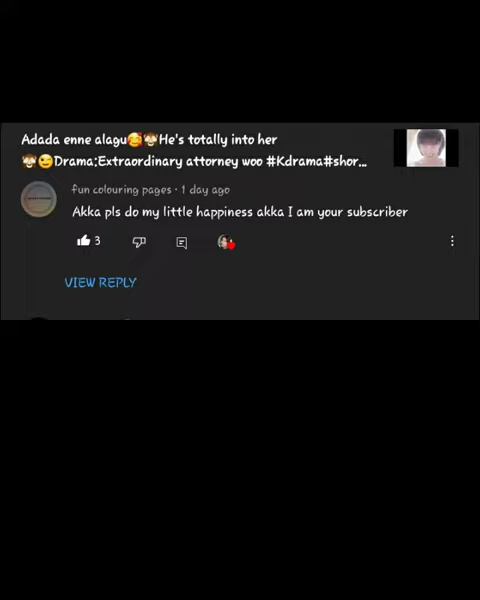 Adada enne alagu🥰🙈He's totally into her
🙈😉Drama;Extraordinary attorney woo #Kdrama#shor...
fun colouring pages · 1 day ago
Akka pls do my little happiness akka I am your subscriber
3
VIEW REPLY